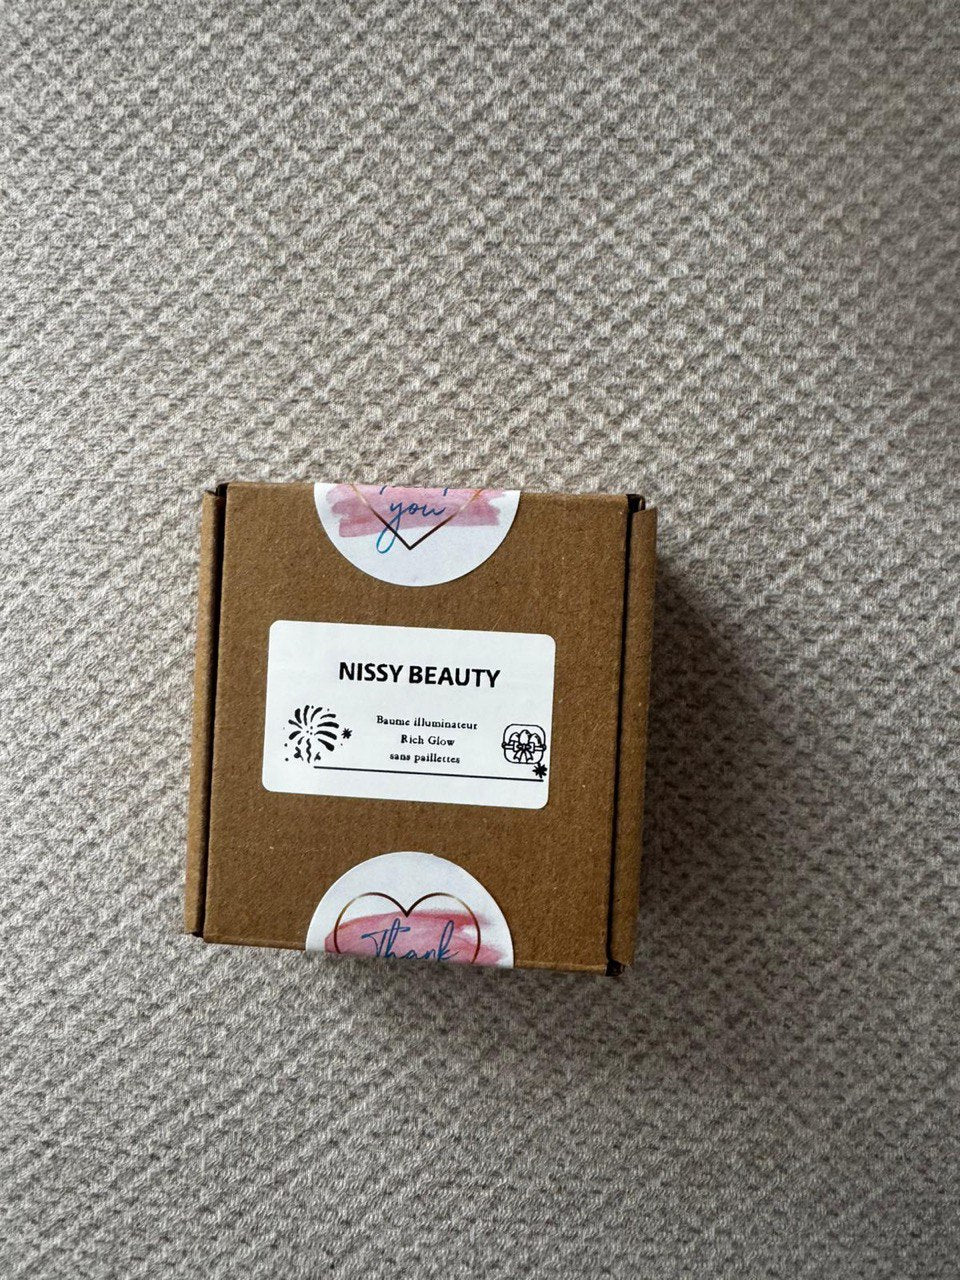 you
NISSY BEAUTY
Baume illuminateur
Rich Glow
sans paillettes
Thank